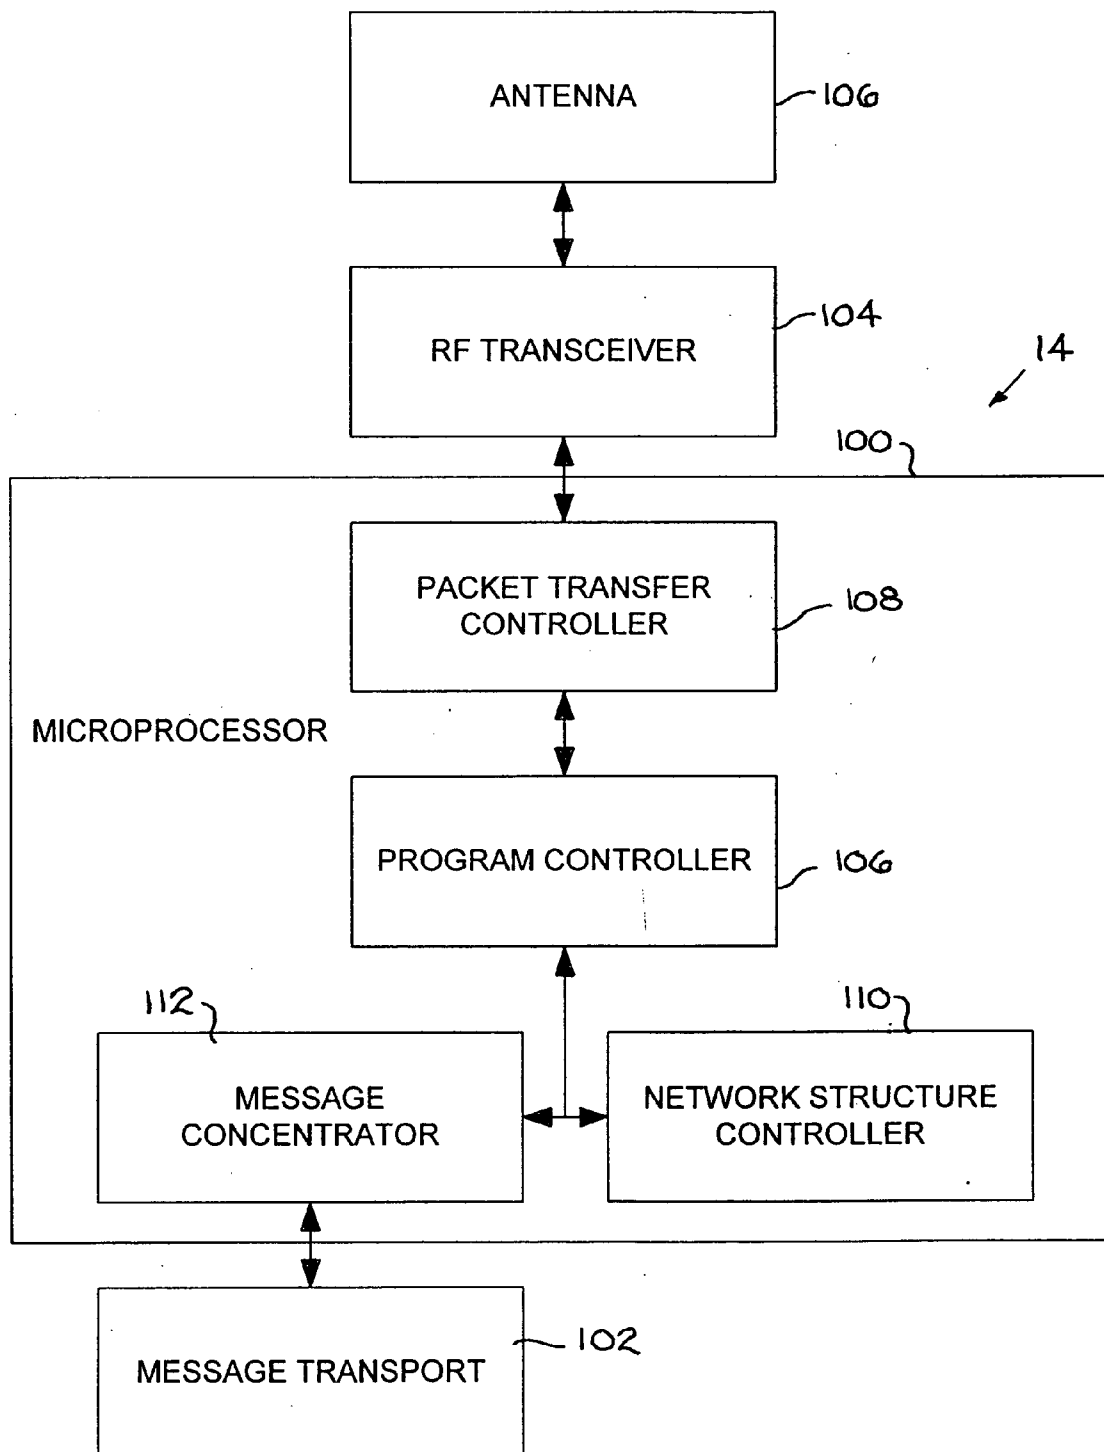 ANTENNA
106
RF TRANSCEIVER
104
14
100
PACKET TRANSFER
CONTROLLER
108
MICROPROCESSOR
PROGRAM CONTROLLER
106
112
110
MESSAGE
CONCENTRATOR
NETWORK STRUCTURE
CONTROLLER
MESSAGE TRANSPORT
102